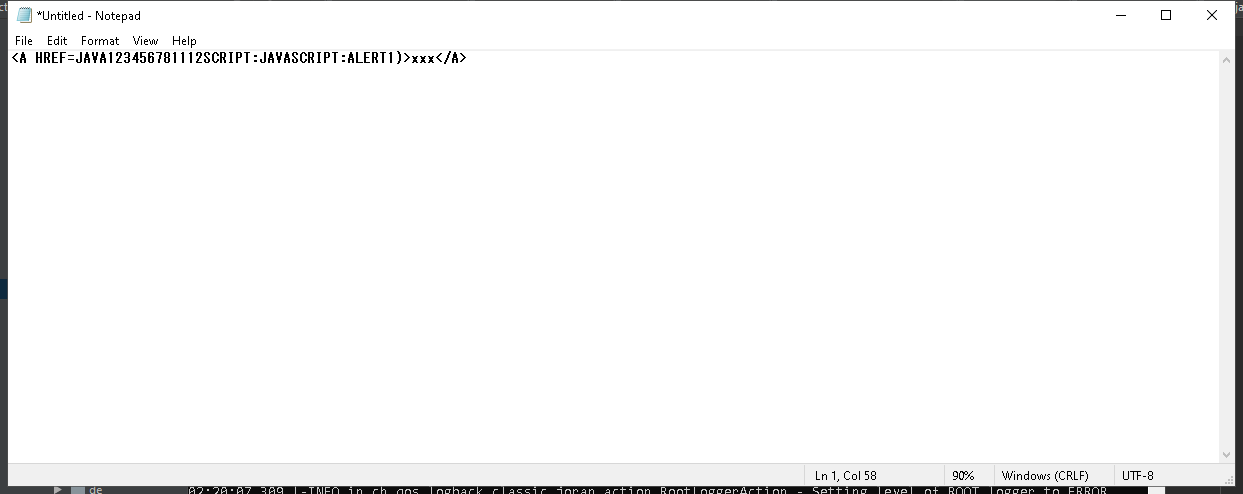 *Untitled - Notepad
File Edit Format View Help
<A HREF=JAVA123456781112SCRIPT:JAVASCRIPT:ALERT1)>xxx</A>
Ln 1, Col 58 90% Windows (CRLF) UTF-8
de 02:20:07,309 |-INFO in ch.qos.logback.classic.joran.action.RootLoggerAction - Setting level of ROOT logger to ERROR